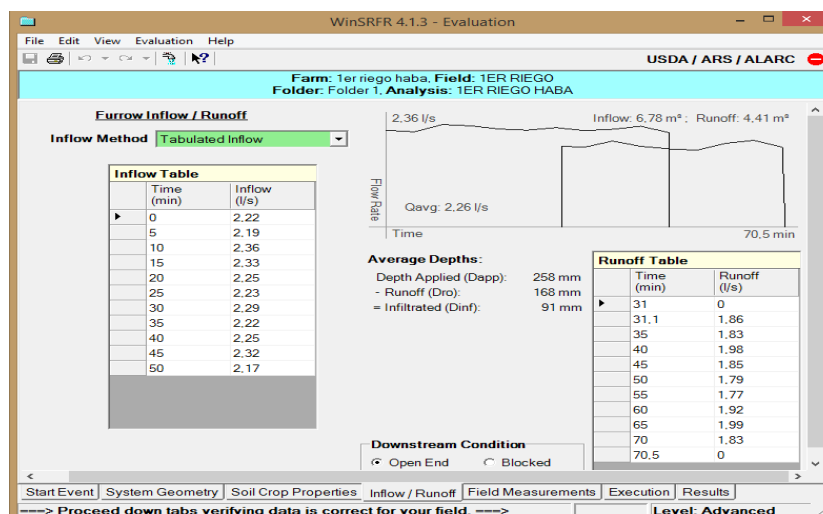 WinSRFR 4.1.3 - Evaluation
File Edit View Evaluation Help
USDA / ARS / ALARC
Farm: 1er riego haba, Field: 1ER RIEGO
Folder: Folder 1, Analysis: 1ER RIEGO HABA
Furrow Inflow / Runoff
Inflow Method Tabulated Inflow
Inflow Table
Time (min) Inflow (l/s)
0 2,22
5 2,19
10 2,36
15 2,33
20 2,25
25 2,23
30 2,29
35 2,22
40 2,25
45 2,32
50 2,17
2,36 l/s Inflow: 6,78 m³ ; Runoff: 4,41 m³
Flow Rate
Qavg: 2,26 l/s
Time 70,5 min
Average Depths:
Depth Applied (Dapp): 258 mm
- Runoff (Dro): 168 mm
= Infiltrated (Dinf): 91 mm
Runoff Table
Time (min) Runoff (l/s)
31 0
31,1 1,86
35 1,83
40 1,98
45 1,85
50 1,79
55 1,77
60 1,92
65 1,99
70 1,83
70,5 0
Downstream Condition
Open End Blocked
Start Event System Geometry Soil Crop Properties Inflow / Runoff Field Measurements Execution Results
===> Proceed down tabs verifying data is correct for your field. ===> Level: Advanced